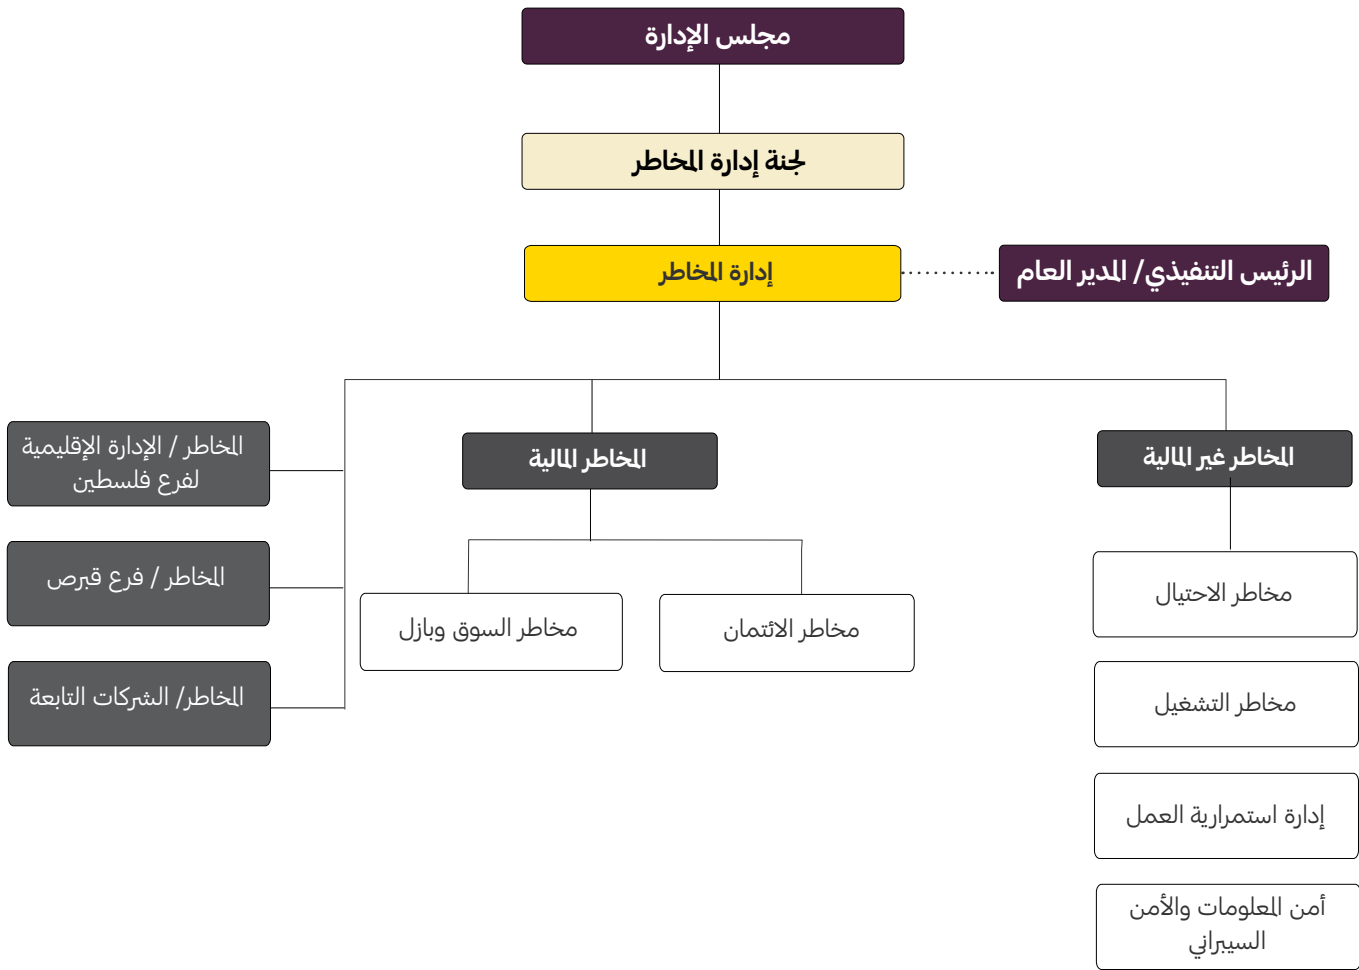 مجلس الإدارة
لجنة إدارة المخاطر
إدارة المخاطر
الرئيس التنفيذي/ المدير العام
المخاطر غير المالية
مخاطر الاحتيال
مخاطر التشغيل
إدارة استمرارية العمل
أمن المعلومات والأمن
السيبراني
المخاطر المالية
مخاطر الائتمان
مخاطر السوق وبازل
المخاطر / الإدارة الإقليمية
لفرع فلسطين
المخاطر / فرع قبرص
المخاطر/ الشركات التابعة